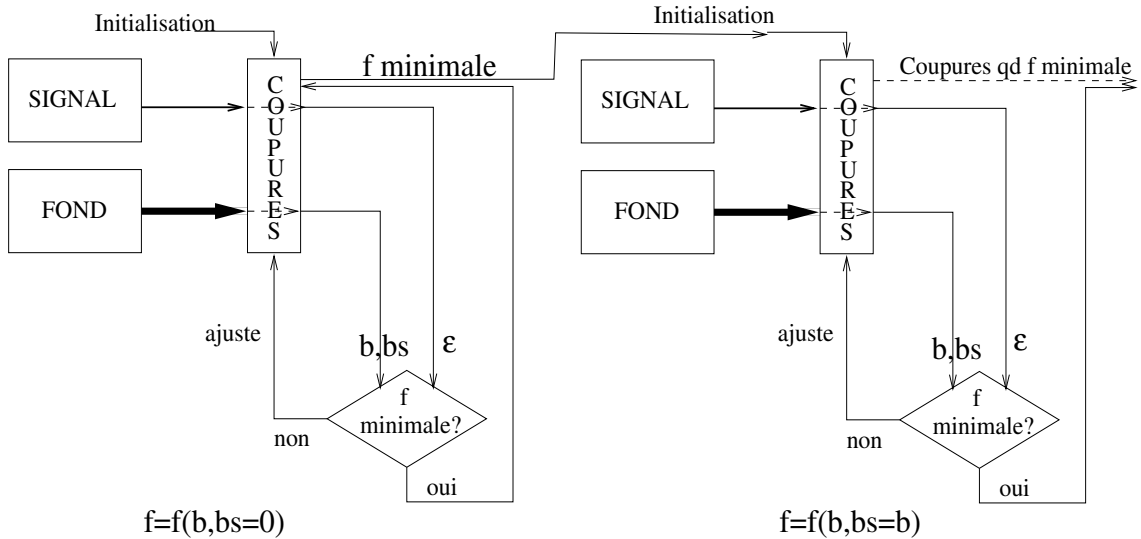 Initialisation
SIGNAL
FOND
COUPURES
f minimale
ajuste
b,bs
ε
f
minimale?
non
oui
f=f(b,bs=0)
Initialisation
SIGNAL
FOND
COUPURES
Coupures qd f minimale
ajuste
b,bs
ε
f
minimale?
non
oui
f=f(b,bs=b)